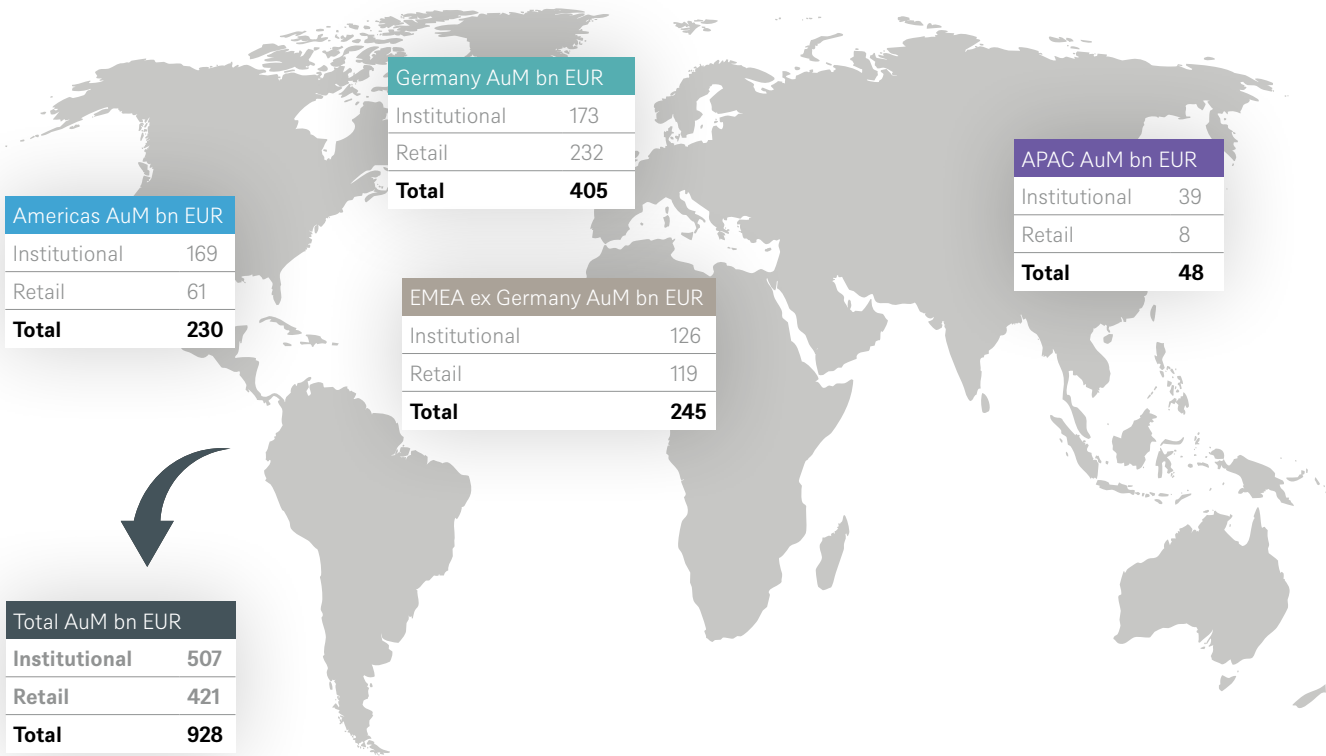 Germany AuM bn EUR
Institutional 173
Retail 232
Total 405
APAC AuM bn EUR
Institutional 39
Retail 8
Total 48
Americas AuM bn EUR
Institutional 169
Retail 61
Total 230
EMEA ex Germany AuM bn EUR
Institutional 126
Retail 119
Total 245
Total AuM bn EUR
Institutional 507
Retail 421
Total 928